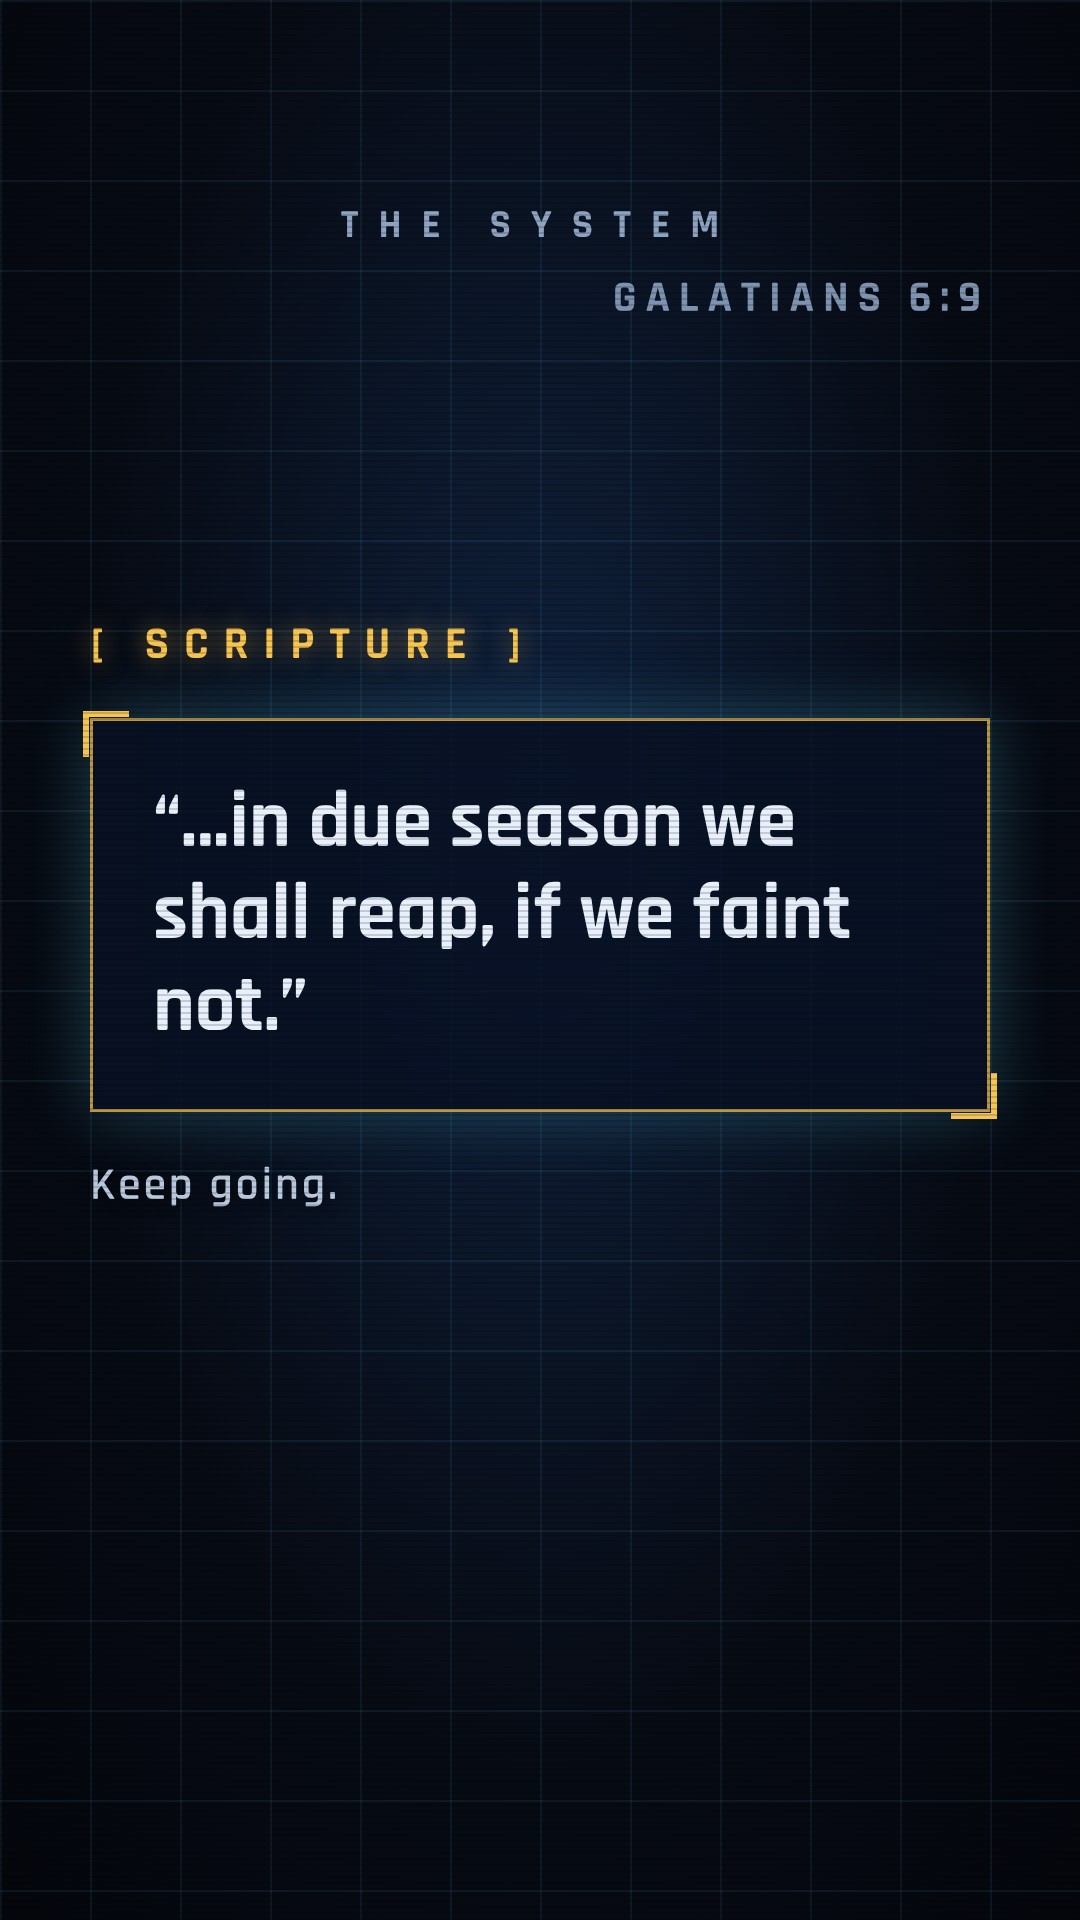 THE SYSTEM
GALATIANS 6:9
[ SCRIPTURE ]
“…in due season we
shall reap, if we faint
not.”
Keep going.